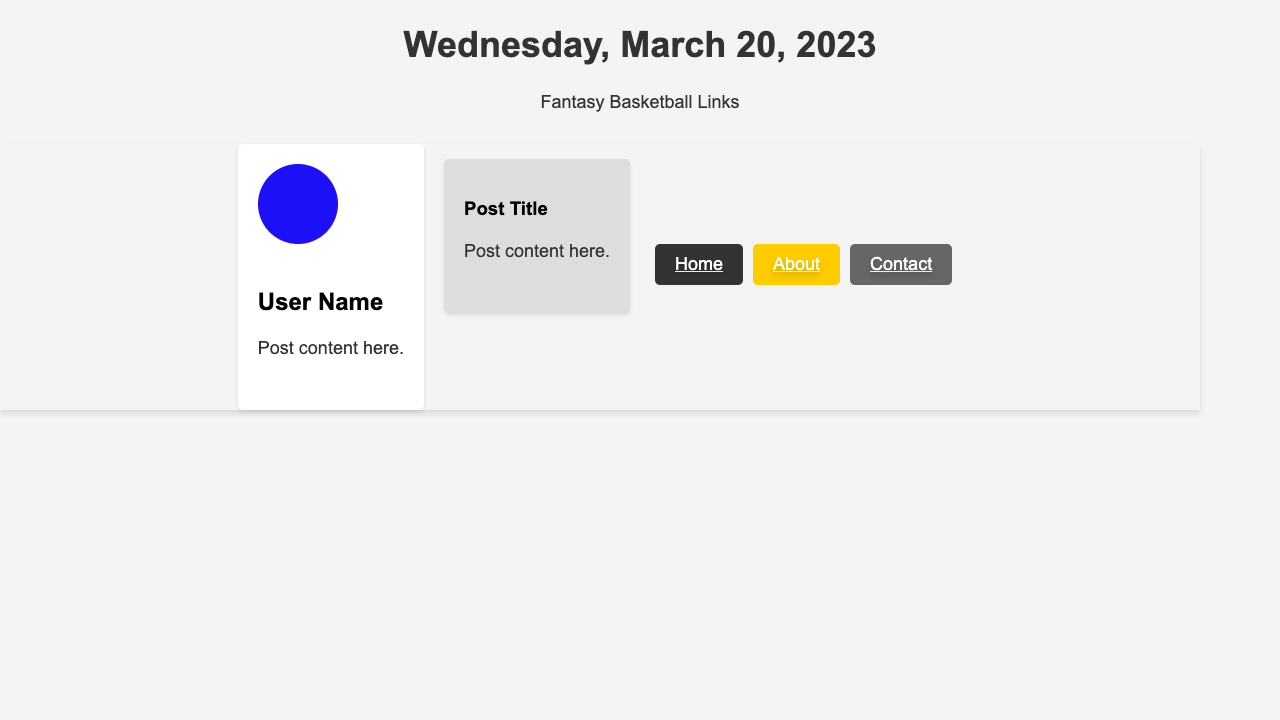 Wednesday, March 20, 2023
Fantasy Basketball Links
User Name
Post content here.
Post Title
Post content here.
Home About Contact